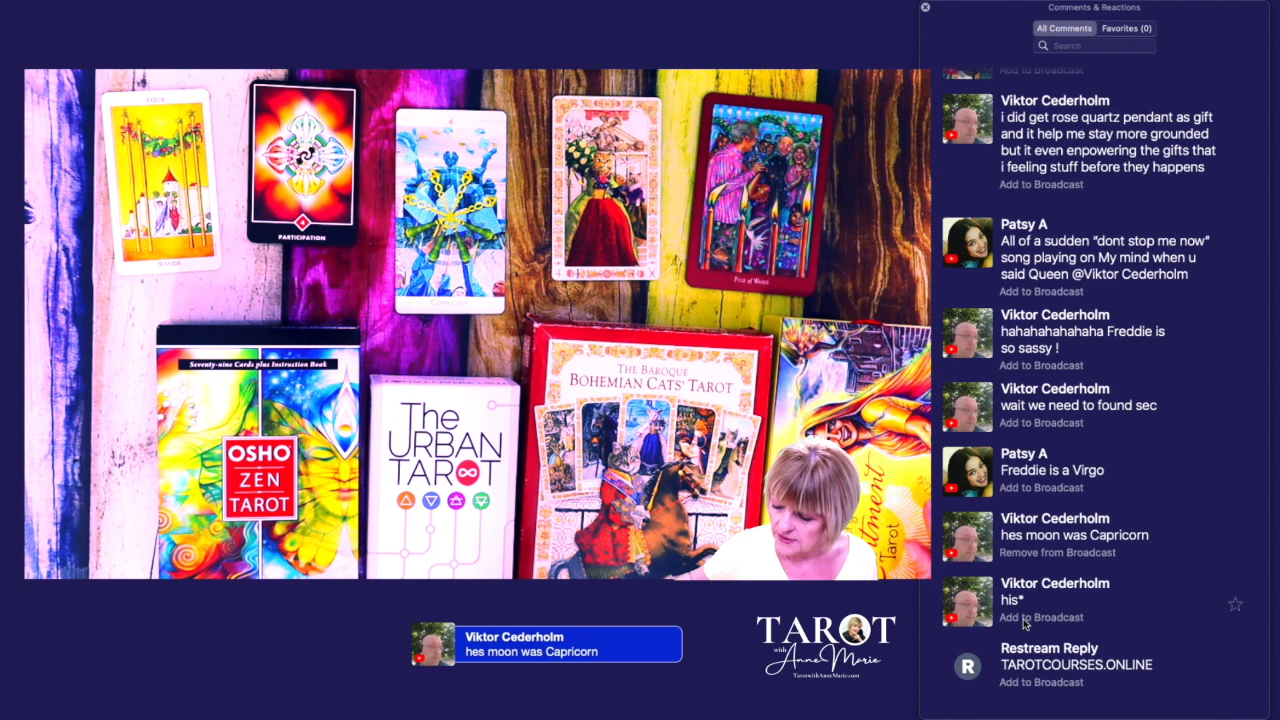 Comments & Reactions
All Comments
Favorites (0)
Search
Add to Broadcast
Viktor Cederholm
i did get rose quartz pendant as gift
and it help me stay more grounded
but it even enpowering the gifts that
i feeling stuff before they happens
Add to Broadcast
Patsy A
All of a sudden “dont stop me now”
song playing on My mind when u
said Queen @Viktor Cederholm
Add to Broadcast
Viktor Cederholm
hahahahahahaha Freddie is
so sassy !
Add to Broadcast
Viktor Cederholm
wait we need to found sec
Add to Broadcast
Patsy A
Freddie is a Virgo
Add to Broadcast
Viktor Cederholm
hes moon was Capricorn
Remove from Broadcast
Viktor Cederholm
his*
Add to Broadcast
R
Restream Reply
TAROTCOURSES.ONLINE
Add to Broadcast
FOUR
WANDS
4
PARTICIPATION
4
Four of Wands
Seventy-nine Cards plus Instruction Book
OSHO
ZEN
TAROT
The
URBAN
TAROT
THE BAROQUE
BOHEMIAN CATS' TAROT
Tarot
Viktor Cederholm
hes moon was Capricorn
TAROT
with
Anne-Marie
TarotwithAnneMarie.com